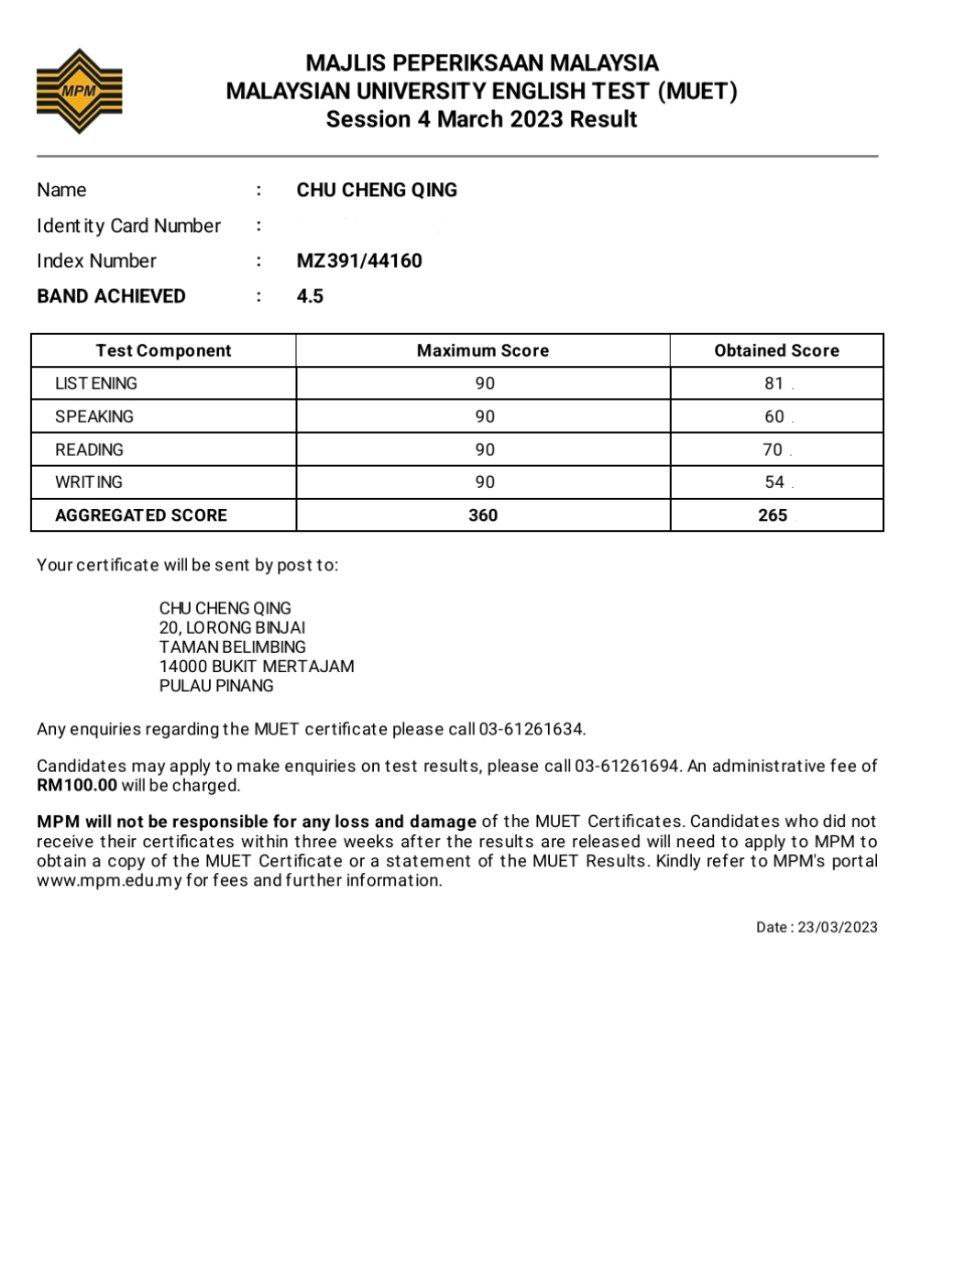 MPM
MAJLIS PEPERIKSAAN MALAYSIA
MALAYSIAN UNIVERSITY ENGLISH TEST (MUET)
Session 4 March 2023 Result
Name : CHU CHENG QING
Identity Card Number :
Index Number : MZ391/44160
BAND ACHIEVED : 4.5
Test Component Maximum Score Obtained Score
LISTENING 90 81
SPEAKING 90 60
READING 90 70
WRITING 90 54
AGGREGATED SCORE 360 265
Your certificate will be sent by post to:
CHU CHENG QING
20, LORONG BINJAI
TAMAN BELIMBING
14000 BUKIT MERTAJAM
PULAU PINANG
Any enquiries regarding the MUET certificate please call 03-61261634.
Candidates may apply to make enquiries on test results, please call 03-61261694. An administrative fee of
RM100.00 will be charged.
MPM will not be responsible for any loss and damage of the MUET Certificates. Candidates who did not
receive their certificates within three weeks after the results are released will need to apply to MPM to
obtain a copy of the MUET Certificate or a statement of the MUET Results. Kindly refer to MPM's portal
www.mpm.edu.my for fees and further information.
Date : 23/03/2023